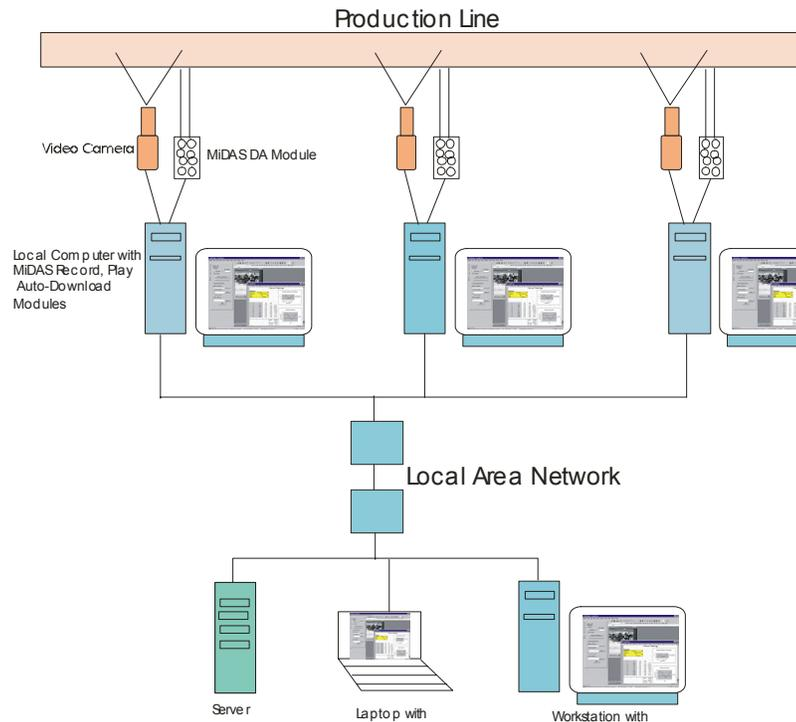 Production Line
Video Camera
MiDAS DA Module
Local Computer with
MiDAS Record, Play
Auto-Download
Modules
Local Area Network
Server
Laptop with
Workstation with